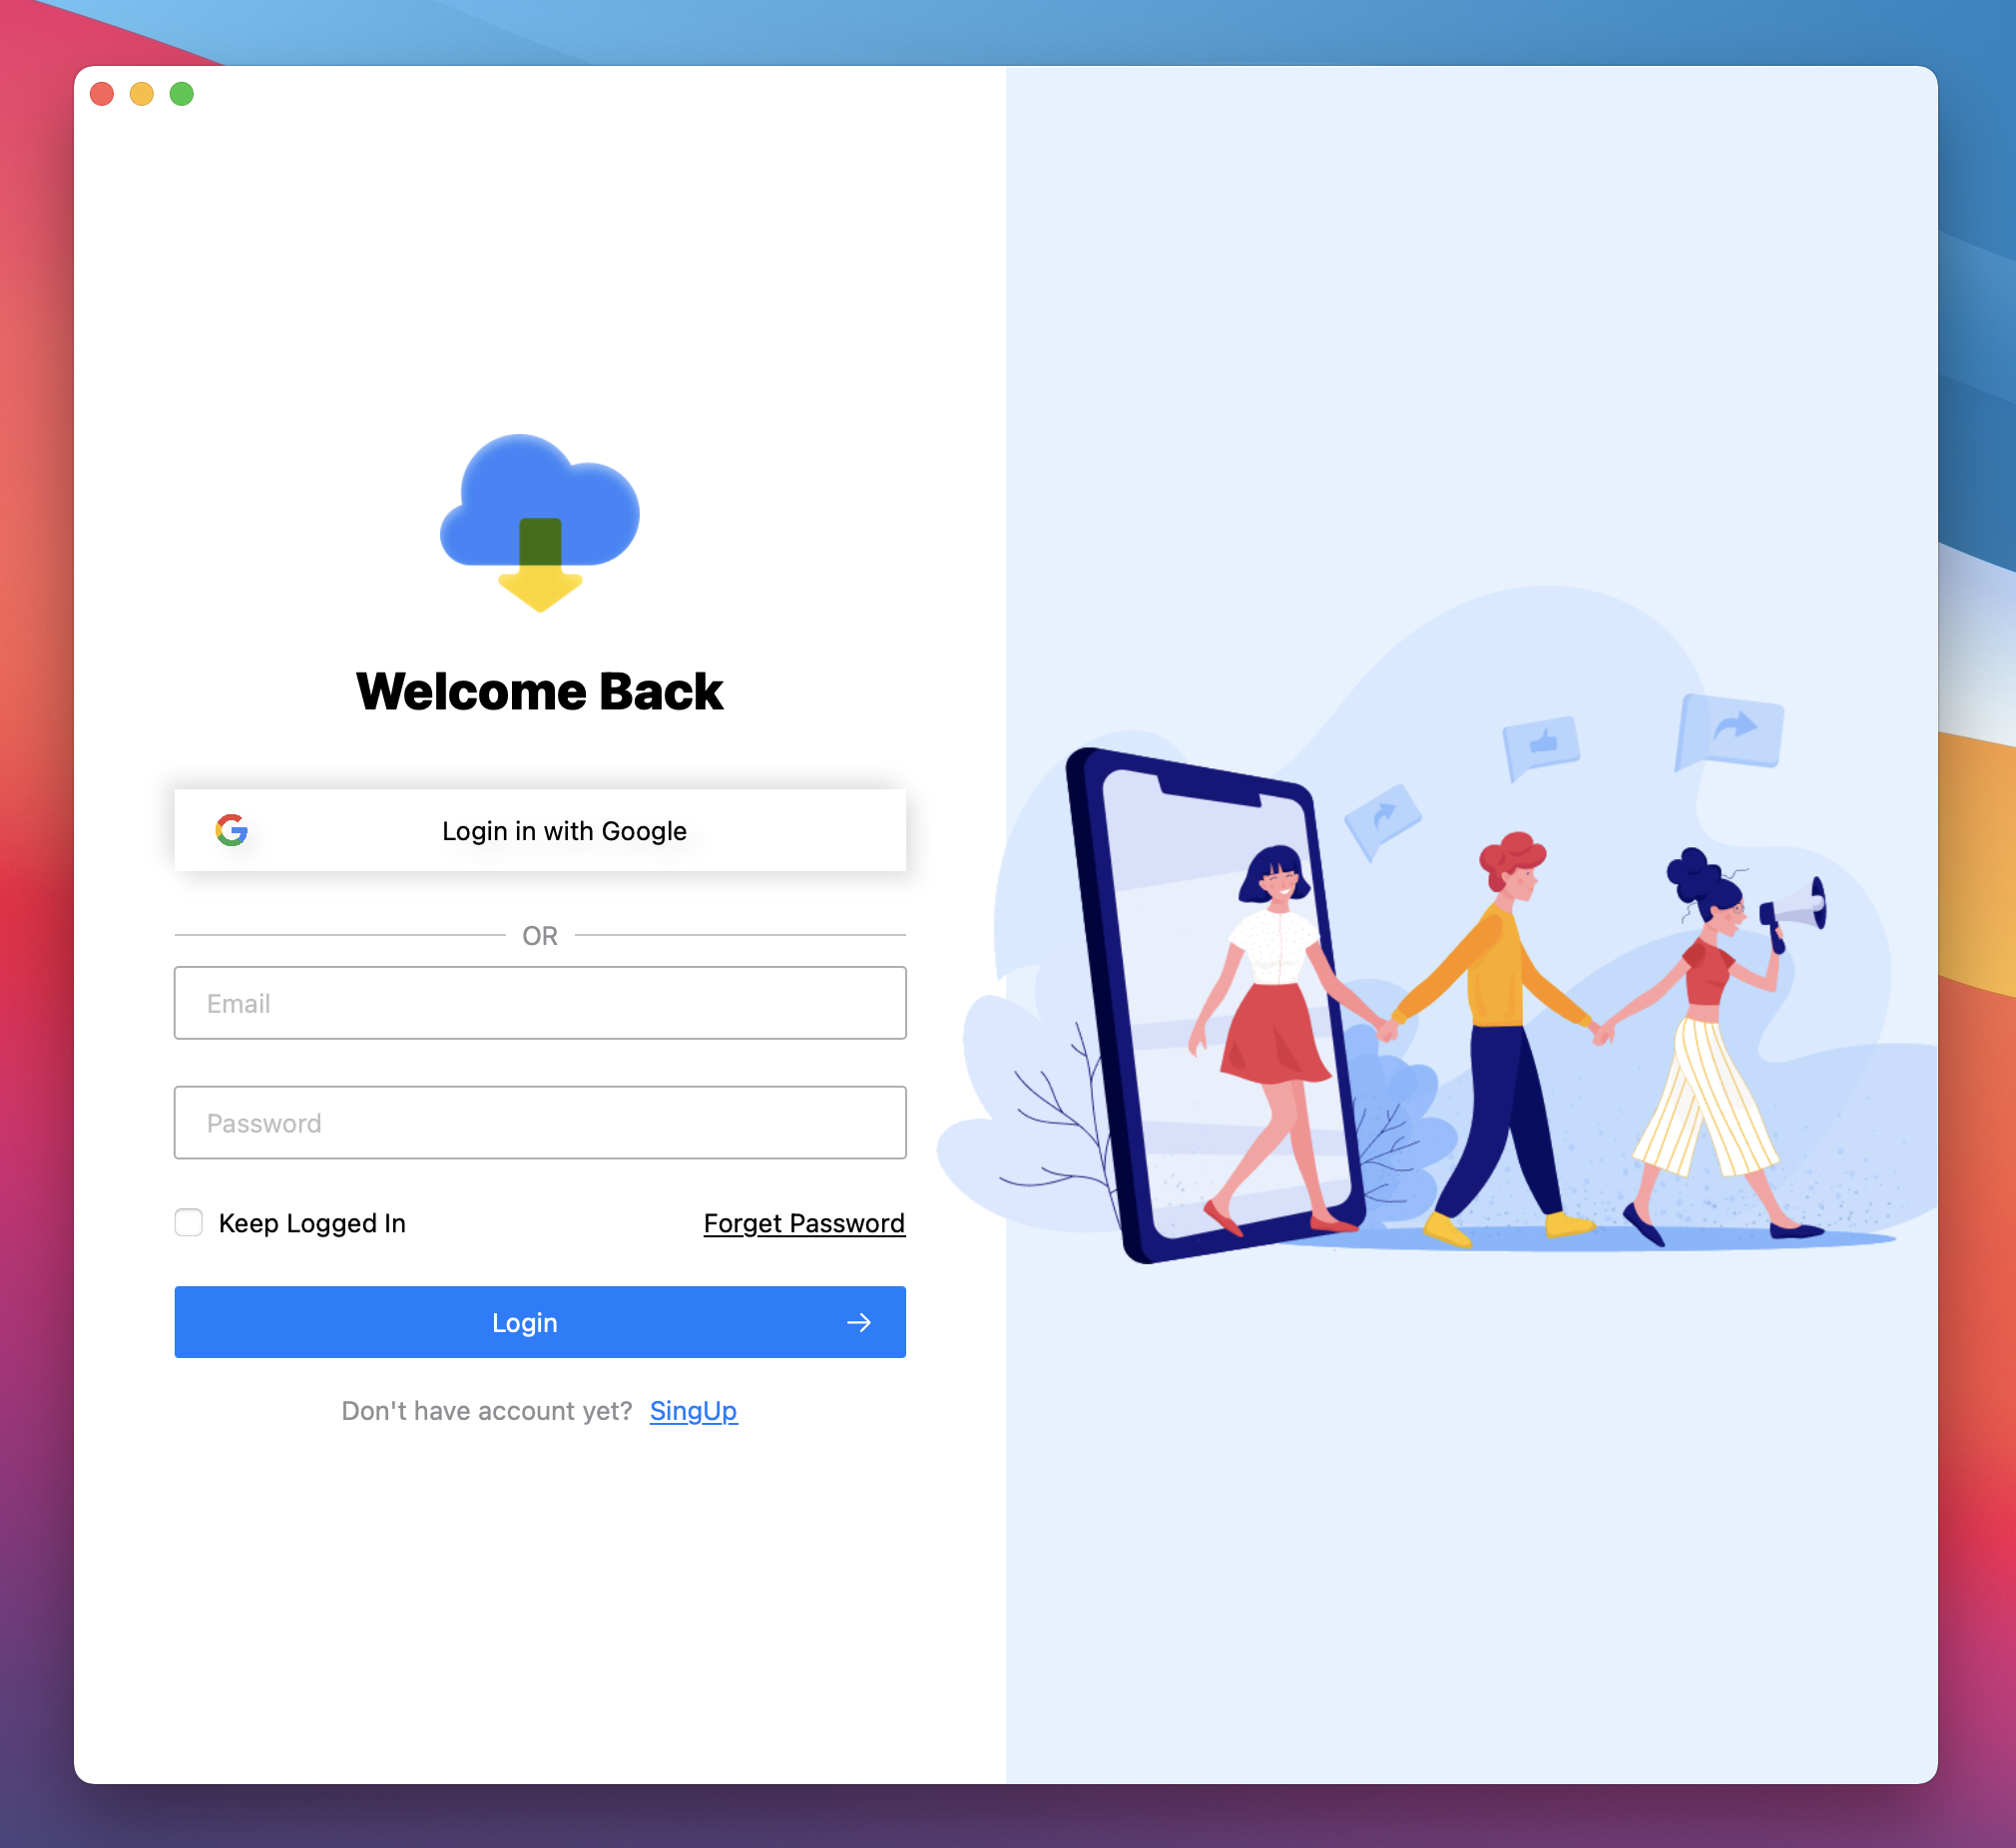 Welcome Back
Login in with Google
OR
Email
Password
Keep Logged In
Forget Password
Login
Don't have account yet? SingUp